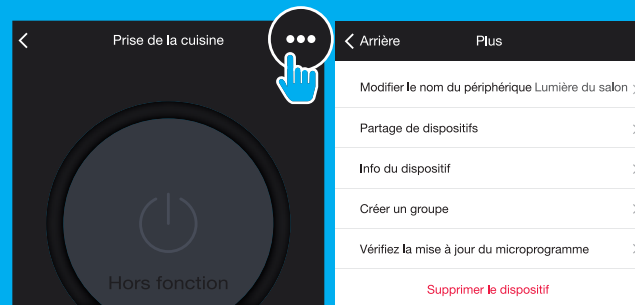 Prise de la cuisine
Hors fonction
Arrière Plus
Modifier le nom du périphérique Lumière du salon
Partage de dispositifs
Info du dispositif
Créer un groupe
Vérifiez la mise à jour du microprogramme
Supprimer le dispositif